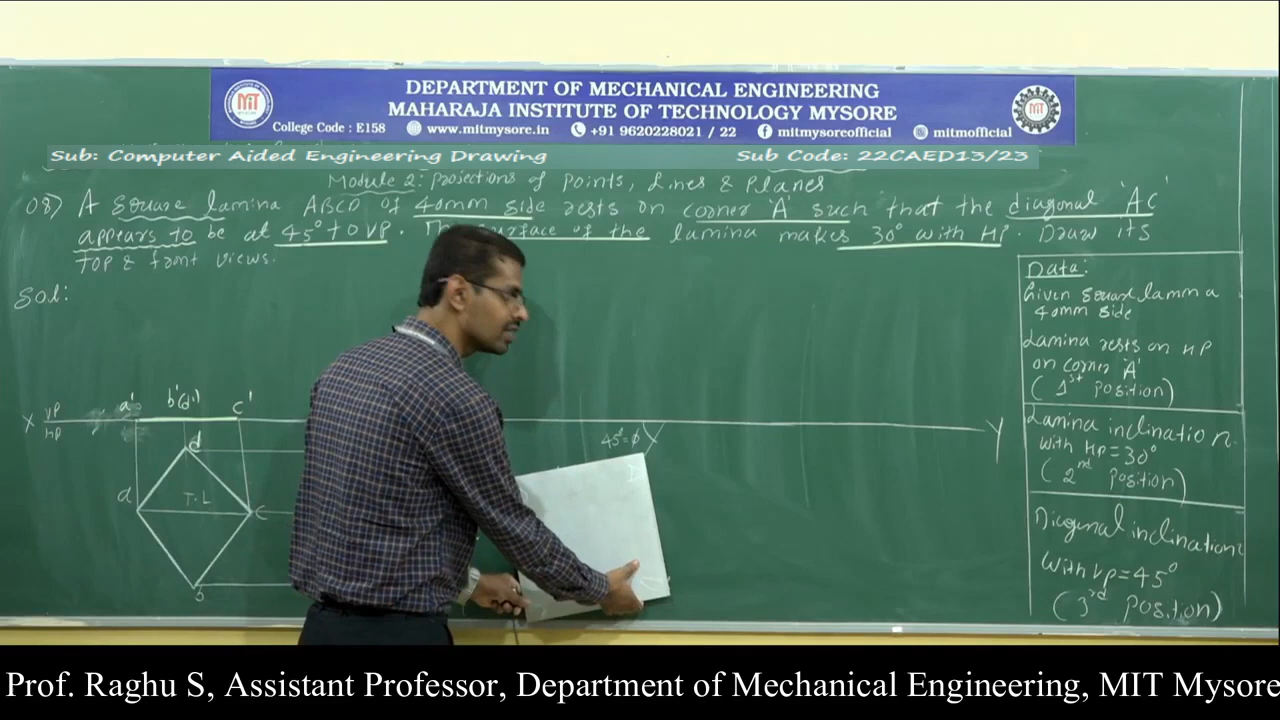 DEPARTMENT OF MECHANICAL ENGINEERING
MAHARAJA INSTITUTE OF TECHNOLOGY MYSORE
College Code : E158 www.mitmysore.in +91 9620228021 / 22 mitmysoreofficial mitmofficial
MiT
MiT
Sub: Computer Aided Engineering Drawing Sub Code: 22CAED13/23
Module 2: Projections of Points, Lines & Planes
08) A Square lamina ABCD of 40mm side rests on corner 'A' such that the diagonal 'AC'
appears to be at 45° to VP. The surface of the lamina makes 30° with HP. Draw its
Top & front views.
Sol:
Data:
Given square lamina
40mm side
Lamina rests on HP
on corner 'A'
(1st position)
Lamina inclination
with HP=30°
(2nd position)
Diagonal inclination
with VP=45°
(3rd position)
a' b'(d') c'
X VP
HP
Y
45°=φ
d
a T.L c
b
Prof. Raghu S, Assistant Professor, Department of Mechanical Engineering, MIT Mysore